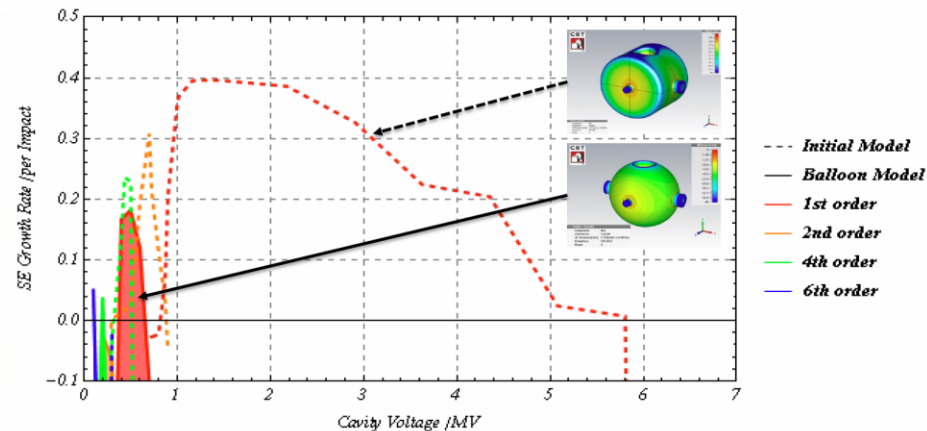 0.5
0.4
0.3
0.2
0.1
0.0
−0.1
SE Growth Rate /per Impact
0 1 2 3 4 5 6 7
Cavity Voltage /MV
CST
CST
Initial Model
Balloon Model
1st order
2nd order
4th order
6th order